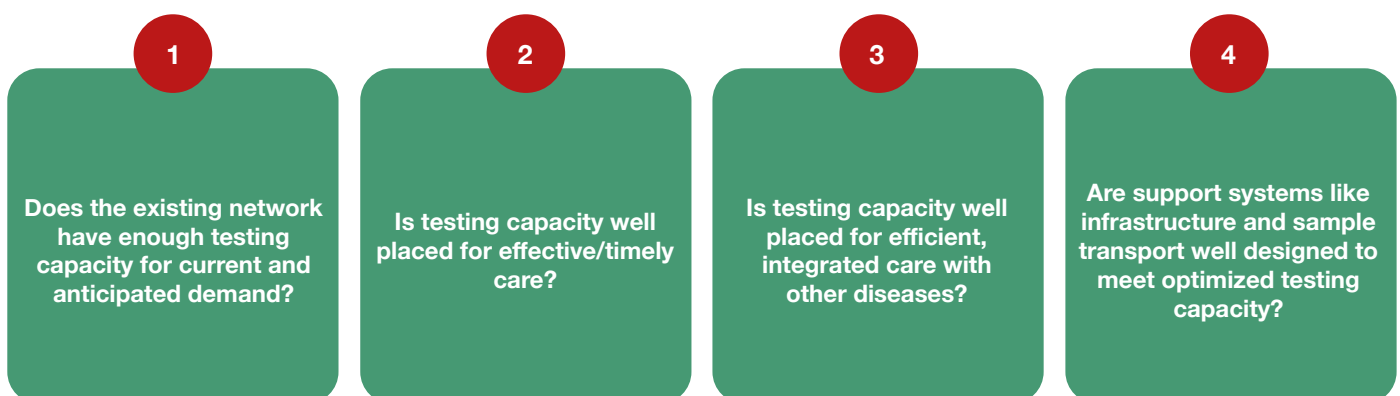 1
Does the existing network
have enough testing
capacity for current and
anticipated demand?
2
Is testing capacity well
placed for effective/timely
care?
3
Is testing capacity well
placed for efficient,
integrated care with
other diseases?
4
Are support systems like
infrastructure and sample
transport well designed to
meet optimized testing
capacity?